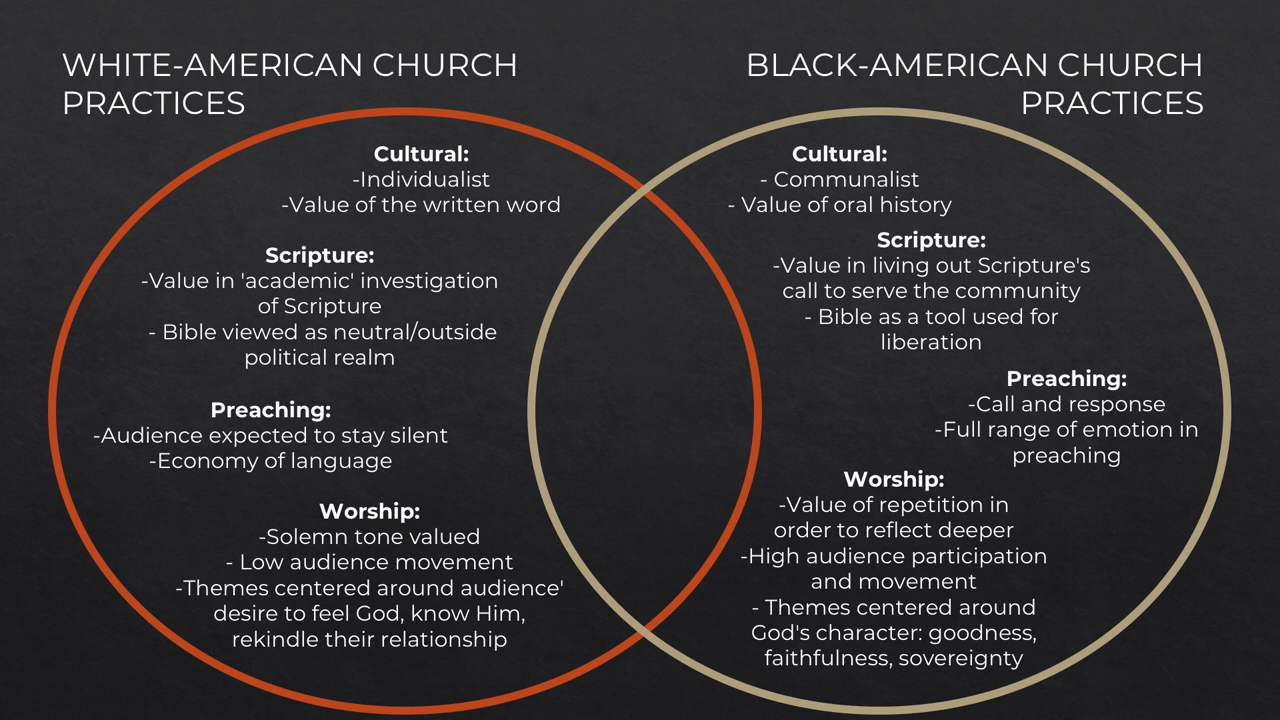 WHITE-AMERICAN CHURCH
PRACTICES
Cultural:
-Individualist
-Value of the written word
Scripture:
-Value in 'academic' investigation
of Scripture
- Bible viewed as neutral/outside
political realm
Preaching:
-Audience expected to stay silent
-Economy of language
Worship:
-Solemn tone valued
- Low audience movement
-Themes centered around audience'
desire to feel God, know Him,
rekindle their relationship
BLACK-AMERICAN CHURCH
PRACTICES
Cultural:
- Communalist
- Value of oral history
Scripture:
-Value in living out Scripture's
call to serve the community
- Bible as a tool used for
liberation
Preaching:
-Call and response
-Full range of emotion in
preaching
Worship:
-Value of repetition in
order to reflect deeper
-High audience participation
and movement
- Themes centered around
God's character: goodness,
faithfulness, sovereignty